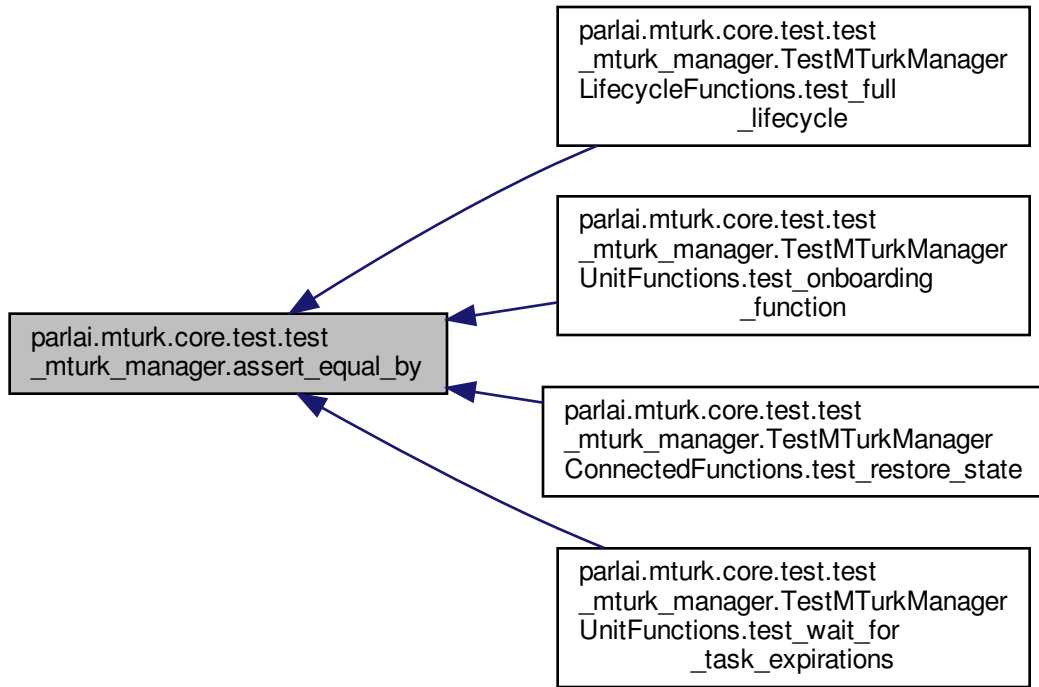 parlai.mturk.core.test.test
_mturk_manager.assert_equal_by
parlai.mturk.core.test.test
_mturk_manager.TestMTurkManager
LifecycleFunctions.test_full
_lifecycle
parlai.mturk.core.test.test
_mturk_manager.TestMTurkManager
UnitFunctions.test_onboarding
_function
parlai.mturk.core.test.test
_mturk_manager.TestMTurkManager
ConnectedFunctions.test_restore_state
parlai.mturk.core.test.test
_mturk_manager.TestMTurkManager
UnitFunctions.test_wait_for
_task_expirations